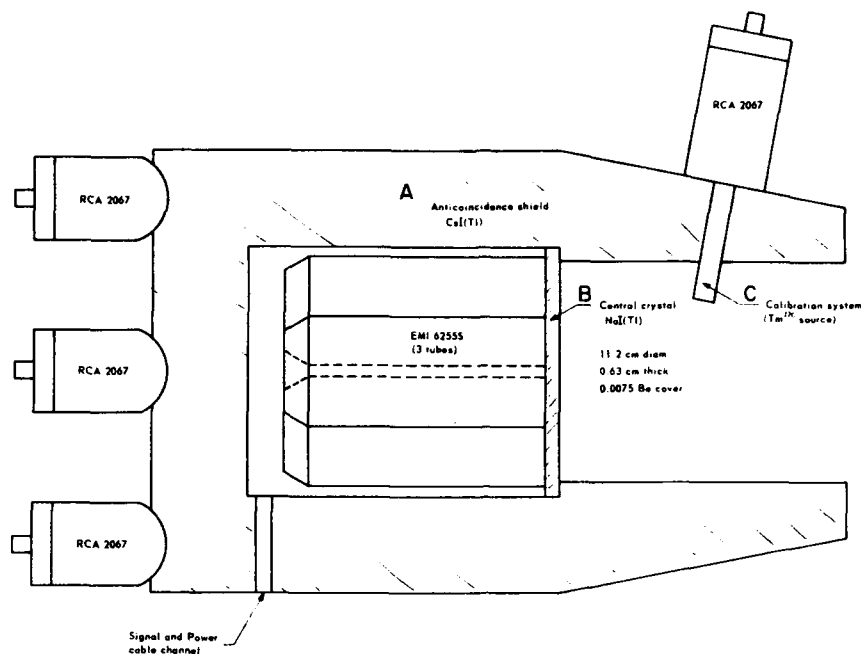 RCA 2067
RCA 2067
A
Anticoincidence shield
CsI(Tl)
B
Central crystal
NaI(Tl)
11.2 cm diam
0.63 cm thick
0.0075 Be cover
C
Calibration system
source)
EMI 6255S
(3 tubes)
RCA 2067
RCA 2067
Signal and Power
cable channel